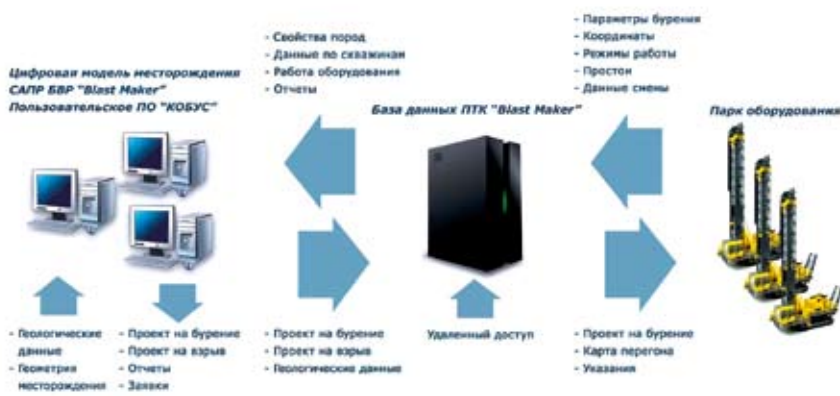 - Свойства пород
- Данные по скважинам
- Работа оборудования
- Отчеты
- Параметры бурения
- Координаты
- Режимы работы
- Простои
- Данные смены
Цифровая модель месторождения
САПР БВР "Blast Maker"
Пользовательское ПО "КОБУС"
База данных ПТК "Blast Maker"
Парк оборудования
- Геологические
данные
- Геометрия
месторождения
- Проект на бурение
- Проект на взрыв
- Отчеты
- Заявки
- Проект на бурение
- Проект на взрыв
- Геологические данные
Удаленный доступ
- Проект на бурение
- Карта перегона
- Указания